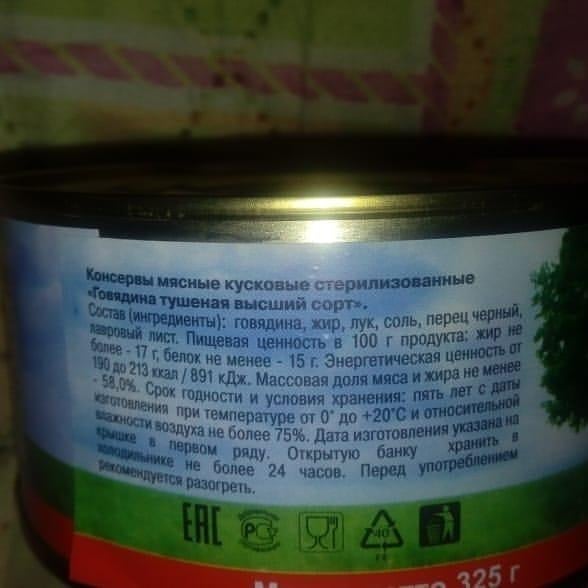 Консервы мясные кусковые стерилизованные
«Говядина тушеная высший сорт».
Состав (ингредиенты): говядина, жир, лук, соль, перец черный,
лавровый лист. Пищевая ценность в 100 г продукта: жир не
более - 17 г, белок не менее - 15 г. Энергетическая ценность от
190 до 213 ккал / 891 кДж. Массовая доля мяса и жира не менее
- 58,0%. Срок годности и условия хранения: пять лет с даты
изготовления при температуре от 0° до +20°С и относительной
влажности воздуха не более 75%. Дата изготовления указана на
крышке в первом ряду. Открытую банку хранить в
холодильнике не более 24 часов. Перед употреблением
рекомендуется разогреть.
ЕАС РС 40
325 г